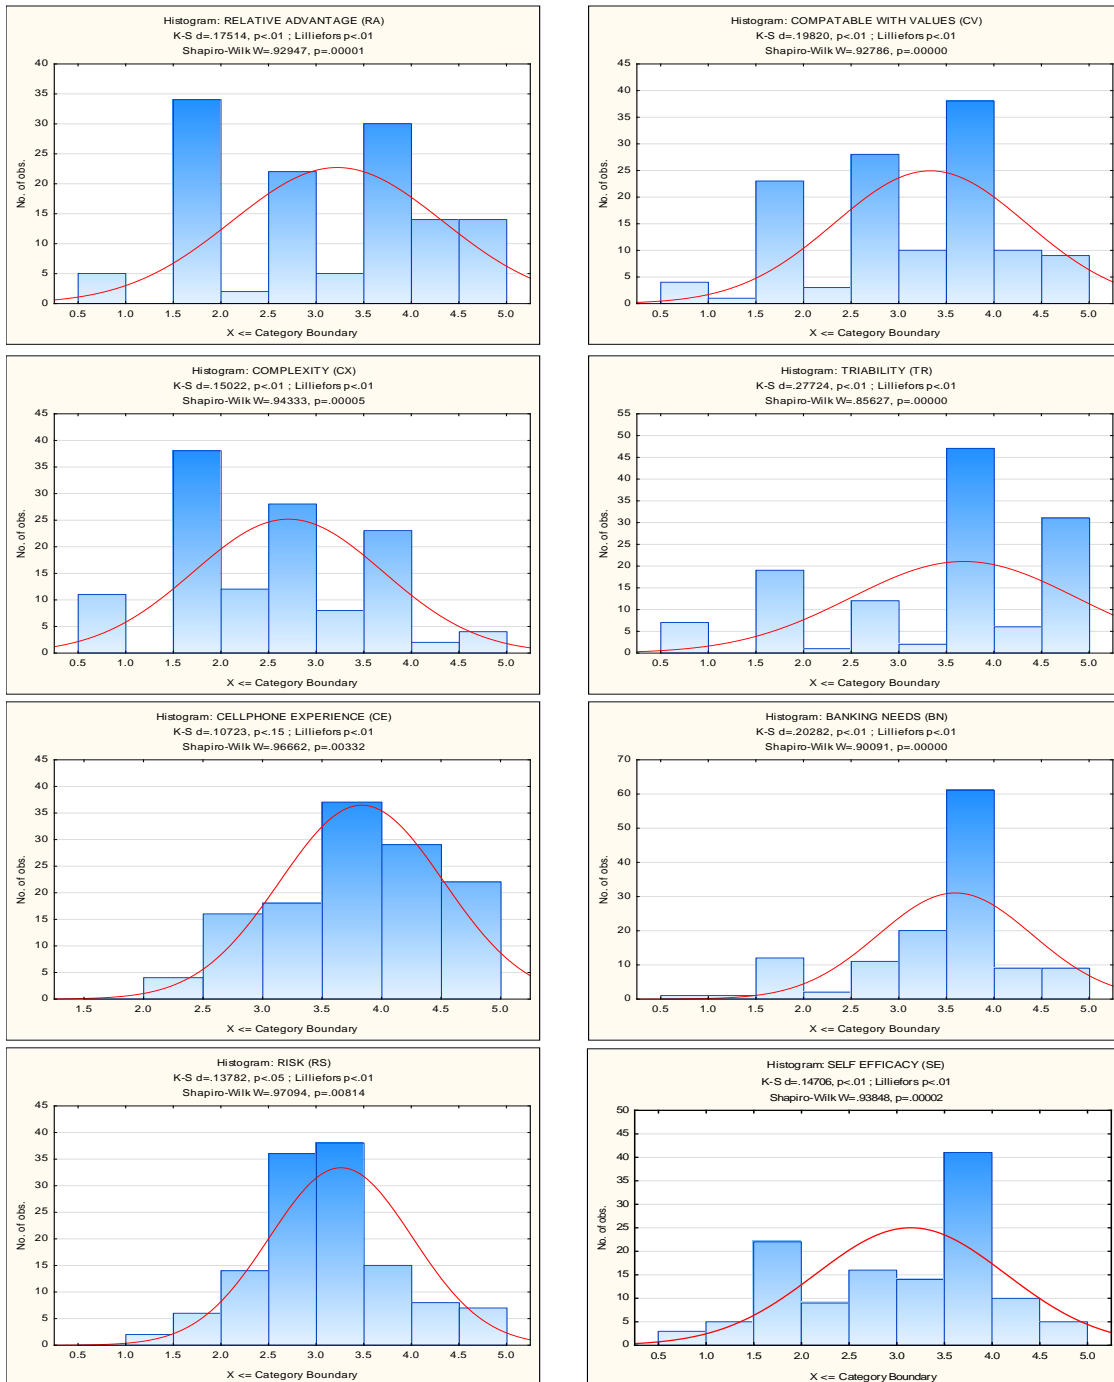 Histogram: RELATIVE ADVANTAGE (RA)
K-S d=.17514, p<.01 ; Lilliefors p<.01
Shapiro-Wilk W=.92947, p=.00001
40
35
30
25
20
15
10
5
0
No. of obs.
0.5 1.0 1.5 2.0 2.5 3.0 3.5 4.0 4.5 5.0
X <= Category Boundary
Histogram: COMPATABLE WITH VALUES (CV)
K-S d=.19820, p<.01 ; Lilliefors p<.01
Shapiro-Wilk W=.92786, p=.00000
45
40
35
30
25
20
15
10
5
0
No. of obs.
0.5 1.0 1.5 2.0 2.5 3.0 3.5 4.0 4.5 5.0
X <= Category Boundary
Histogram: COMPLEXITY (CX)
K-S d=.15022, p<.01 ; Lilliefors p<.01
Shapiro-Wilk W=.94333, p=.00005
45
40
35
30
25
20
15
10
5
0
No. of obs.
0.5 1.0 1.5 2.0 2.5 3.0 3.5 4.0 4.5 5.0
X <= Category Boundary
Histogram: TRIABILITY (TR)
K-S d=.27724, p<.01 ; Lilliefors p<.01
Shapiro-Wilk W=.85627, p=.00000
55
50
45
40
35
30
25
20
15
10
5
0
No. of obs.
0.5 1.0 1.5 2.0 2.5 3.0 3.5 4.0 4.5 5.0
X <= Category Boundary
Histogram: CELLPHONE EXPERIENCE (CE)
K-S d=.10723, p<.15 ; Lilliefors p<.01
Shapiro-Wilk W=.96662, p=.00332
45
40
35
30
25
20
15
10
5
0
No. of obs.
1.5 2.0 2.5 3.0 3.5 4.0 4.5 5.0
X <= Category Boundary
Histogram: BANKING NEEDS (BN)
K-S d=.20282, p<.01 ; Lilliefors p<.01
Shapiro-Wilk W=.90091, p=.00000
70
60
50
40
30
20
10
0
No. of obs.
0.5 1.0 1.5 2.0 2.5 3.0 3.5 4.0 4.5 5.0
X <= Category Boundary
Histogram: RISK (RS)
K-S d=.13782, p<.05 ; Lilliefors p<.01
Shapiro-Wilk W=.97094, p=.00814
45
40
35
30
25
20
15
10
5
0
No. of obs.
0.5 1.0 1.5 2.0 2.5 3.0 3.5 4.0 4.5 5.0
X <= Category Boundary
Histogram: SELF EFFICACY (SE)
K-S d=.14706, p<.01 ; Lilliefors p<.01
Shapiro-Wilk W=.93848, p=.00002
50
45
40
35
30
25
20
15
10
5
0
No. of obs.
0.5 1.0 1.5 2.0 2.5 3.0 3.5 4.0 4.5 5.0
X <= Category Boundary